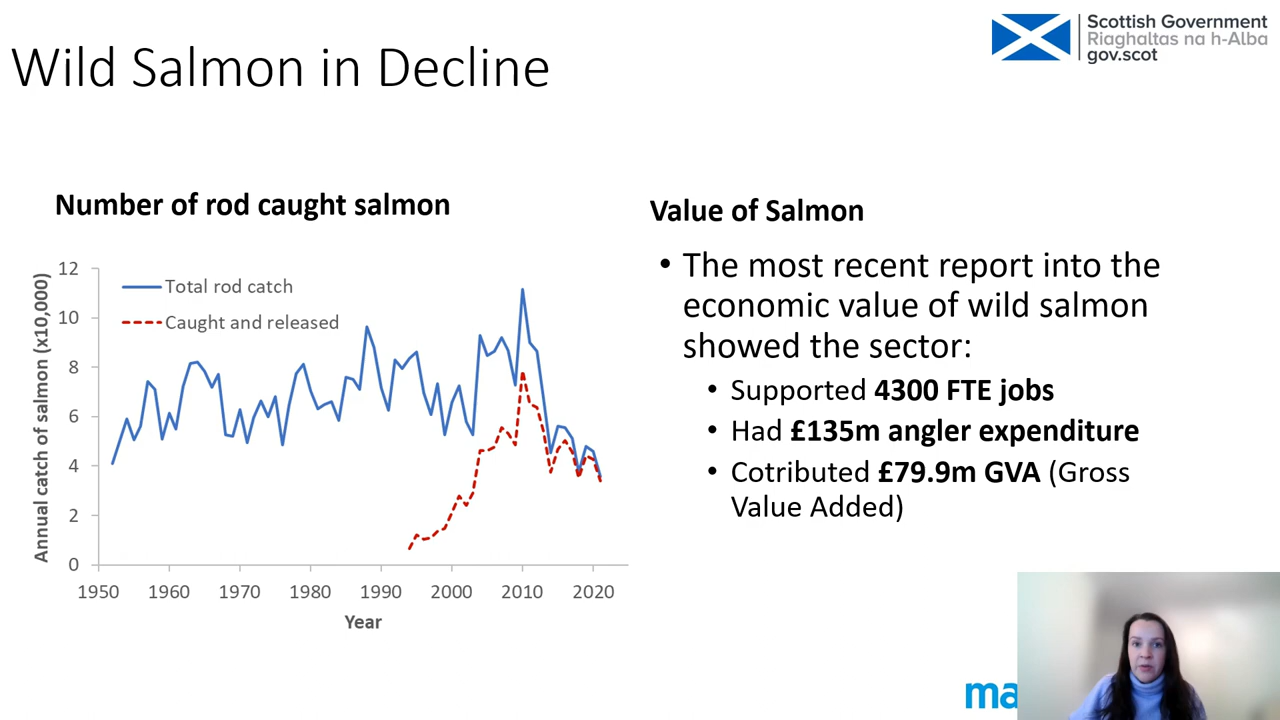 Wild Salmon in Decline
Scottish Government
Riaghaltas na h-Alba
gov.scot
Number of rod caught salmon
Annual catch of salmon (x10,000)
12
10
8
6
4
2
0
Total rod catch
Caught and released
1950 1960 1970 1980 1990 2000 2010 2020
Year
Value of Salmon
• The most recent report into the
economic value of wild salmon
showed the sector:
• Supported 4300 FTE jobs
• Had £135m angler expenditure
• Cotributed £79.9m GVA (Gross
Value Added)
ma